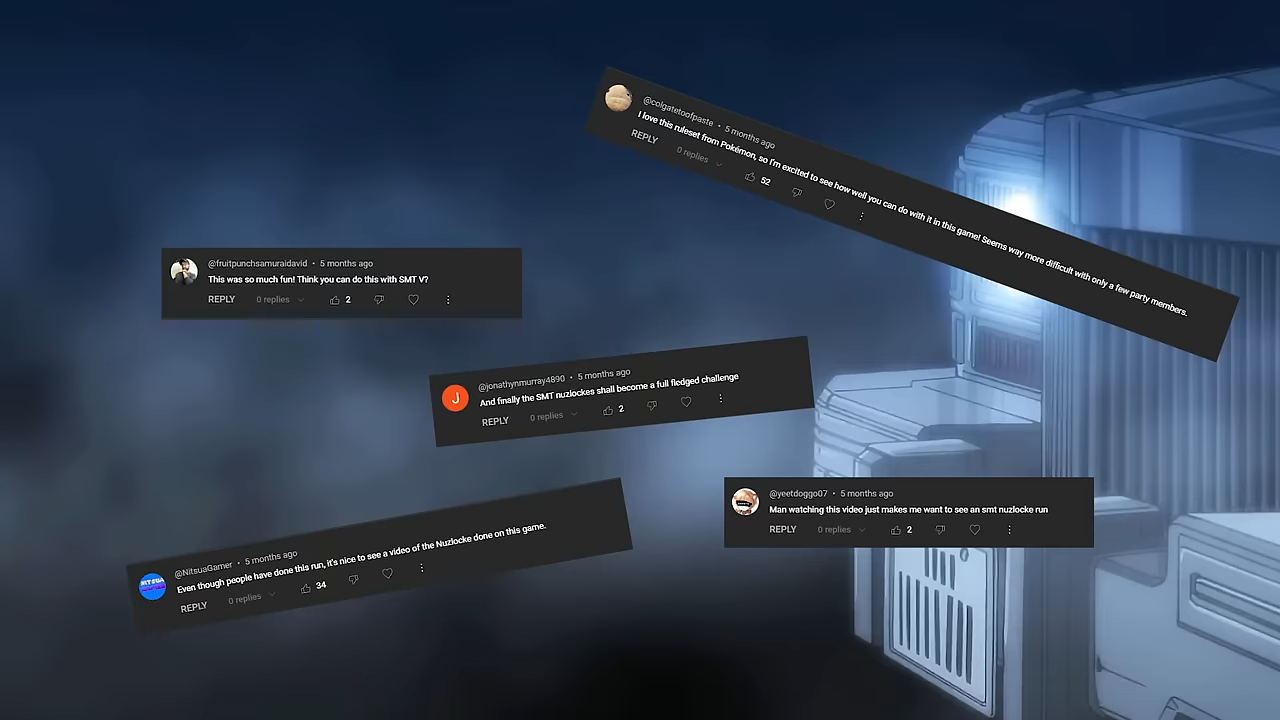 @colgatetoofpaste • 5 months ago
I love this ruleset from Pokémon, so I'm excited to see how well you can do with it in this game! Seems way more difficult with only a few party members.
REPLY 0 replies 52
@fruitpunchsamuraidavid • 5 months ago
This was so much fun! Think you can do this with SMT V?
REPLY 0 replies 2
@jonathynmurray4890 • 5 months ago
And finally the SMT nuzlockes shall become a full fledged challenge
REPLY 0 replies 2
@yeetdoggo07 • 5 months ago
Man watching this video just makes me want to see an smt nuzlocke run
REPLY 0 replies 2
@NitsuaGamer • 5 months ago
Even though people have done this run, it's nice to see a video of the Nuzlocke done on this game.
REPLY 0 replies 34
J